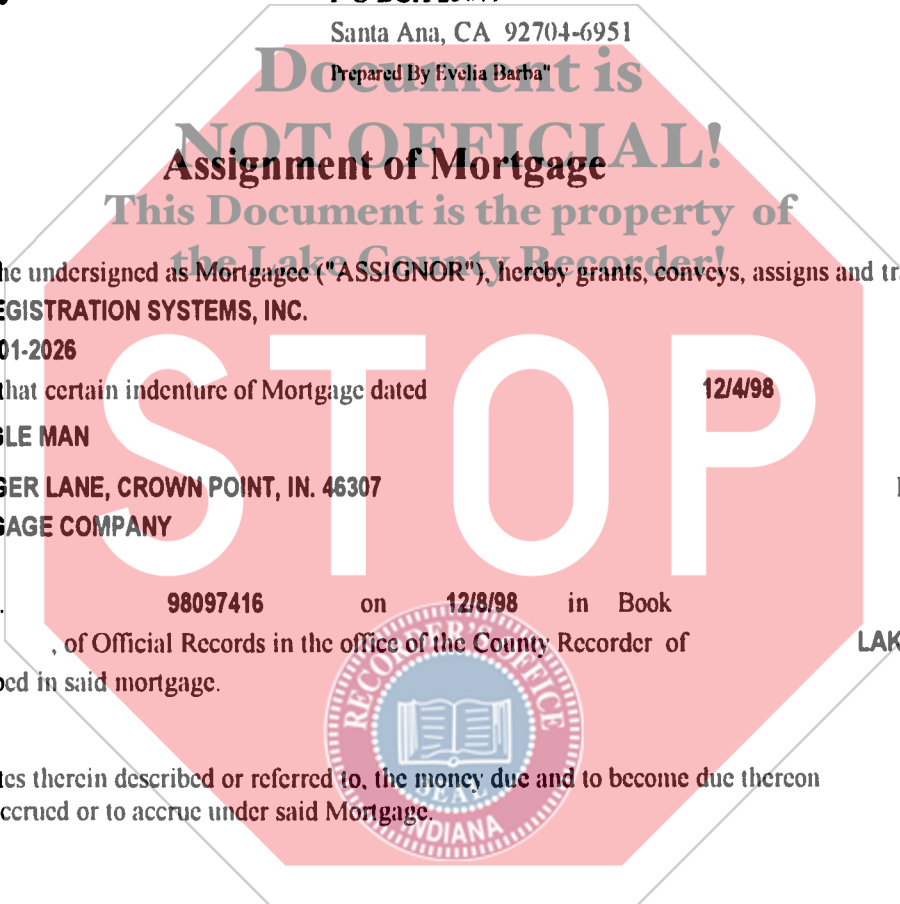 Santa Ana, CA 92704-6951
Document is
Prepared By Evelia Barba"
NOT OFFICIAL!
Assignment of Mortgage
This Document is the property of
the Lake County Recorder!
he undersigned as Mortgagee ("ASSIGNOR"), hereby grants, conveys, assigns and tr
EGISTRATION SYSTEMS, INC.
01-2026
that certain indenture of Mortgage dated 12/4/98
GLE MAN
GER LANE, CROWN POINT, IN. 46307
GAGE COMPANY
STOP
. 98097416 on 12/8/98 in Book
, of Official Records in the office of the County Recorder of LAK
bed in said mortgage.
RECORDER'S OFFICE
tes therein described or referred to, the money due and to become due thereon
SEAL
ccrued or to accrue under said Mortgage.
INDIANA